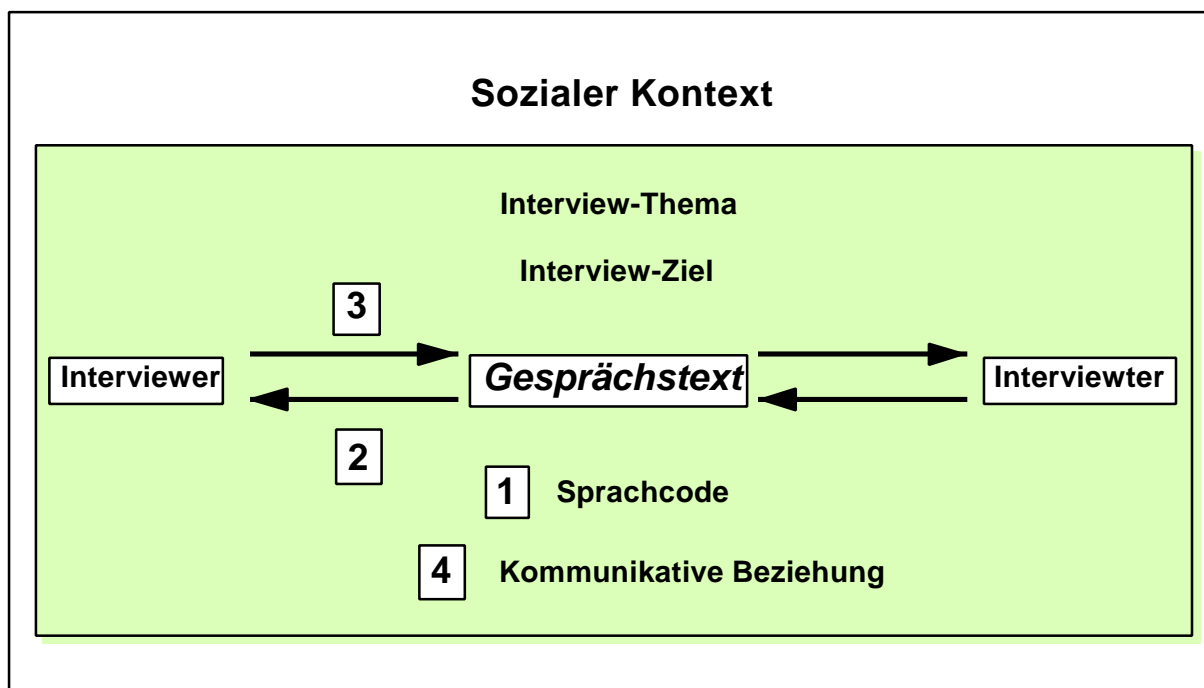 Sozialer Kontext
Interview-Thema
Interview-Ziel
3
Interviewer
Gesprächstext
Interviewter
2
1 Sprachcode
4 Kommunikative Beziehung